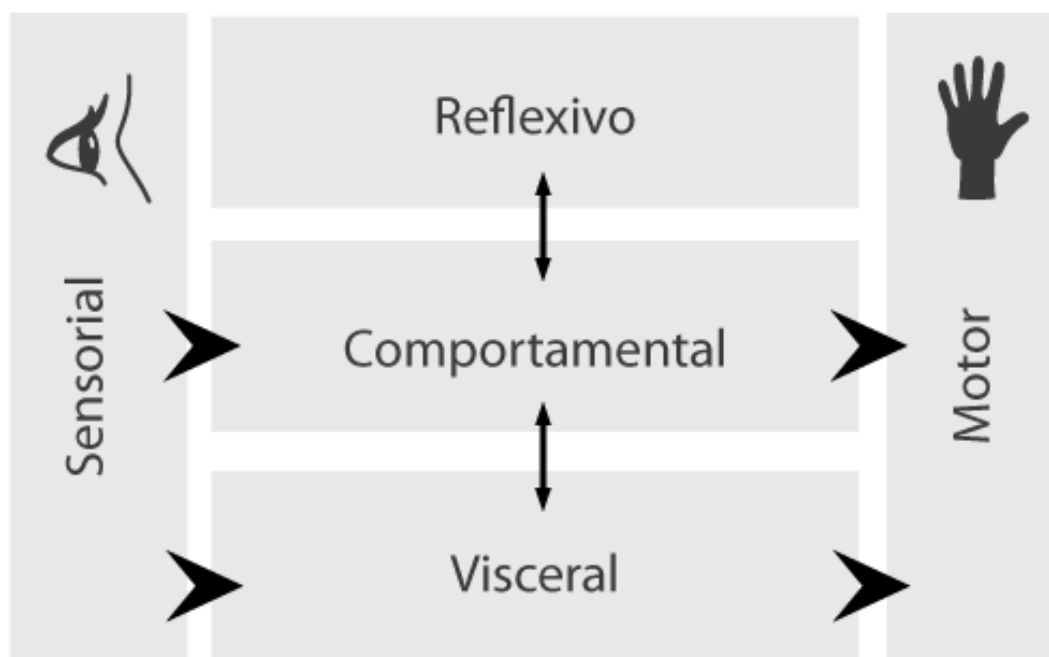 Sensorial
Reflexivo
Comportamental
Visceral
Motor